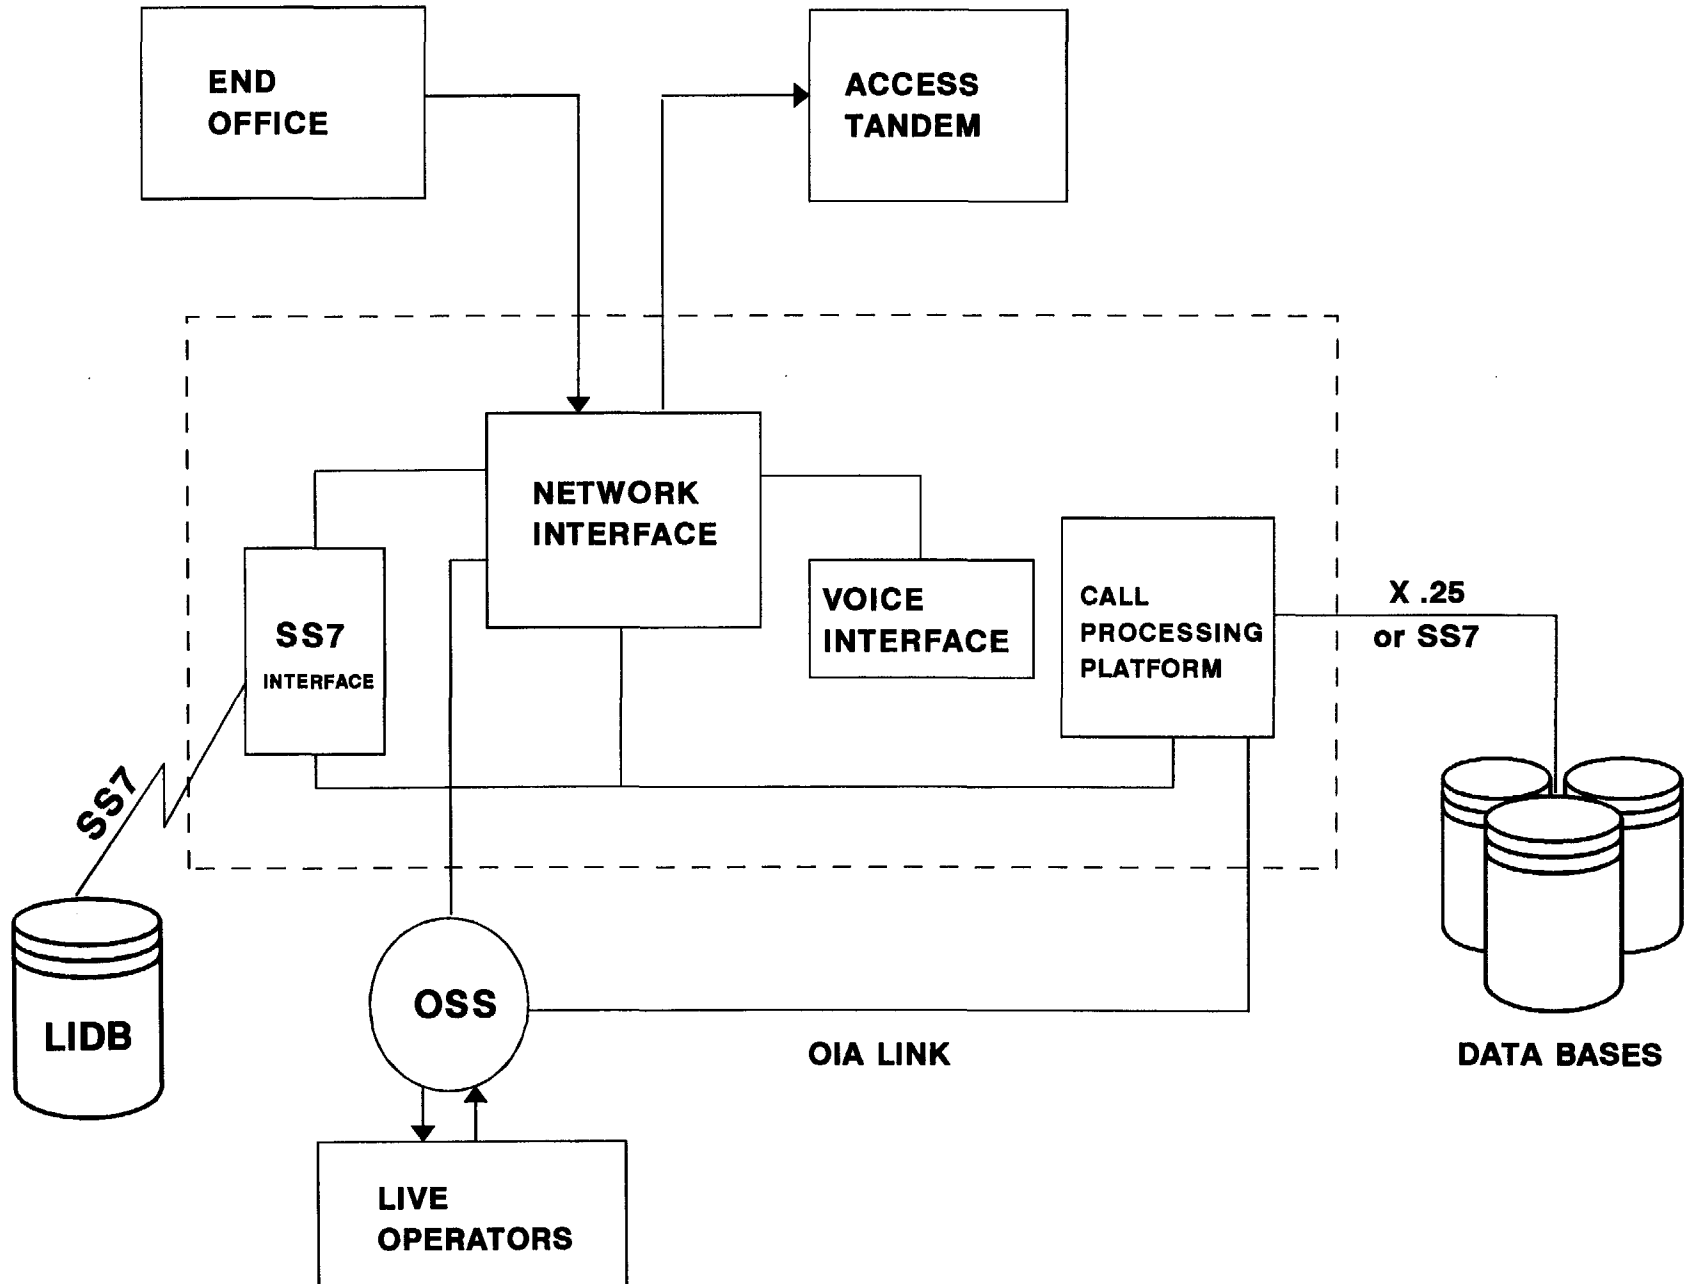 END
OFFICE
ACCESS
TANDEM
NETWORK
INTERFACE
SS7
INTERFACE
VOICE
INTERFACE
CALL
PROCESSING
PLATFORM
X .25
or SS7
SS7
LIDB
OSS
OIA LINK
DATA BASES
LIVE
OPERATORS